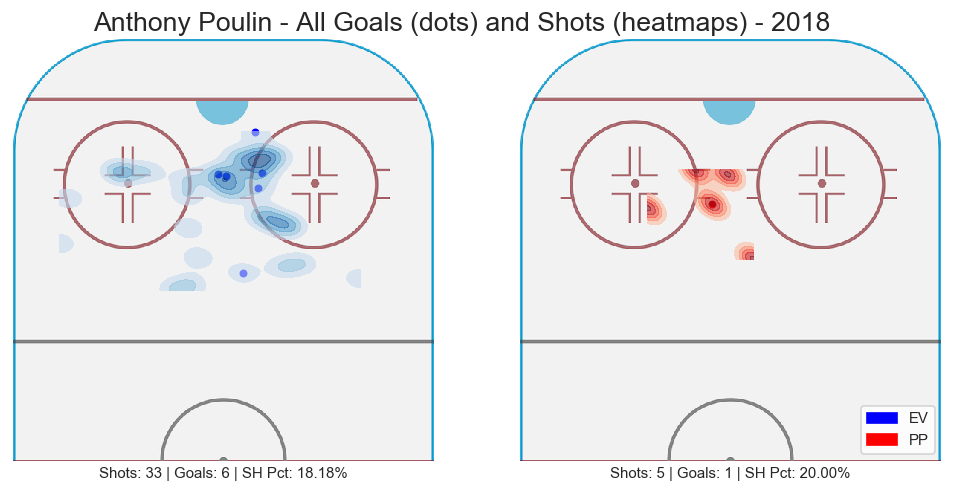 Anthony Poulin - All Goals (dots) and Shots (heatmaps) - 2018
EV
PP
Shots: 33 | Goals: 6 | SH Pct: 18.18%
Shots: 5 | Goals: 1 | SH Pct: 20.00%